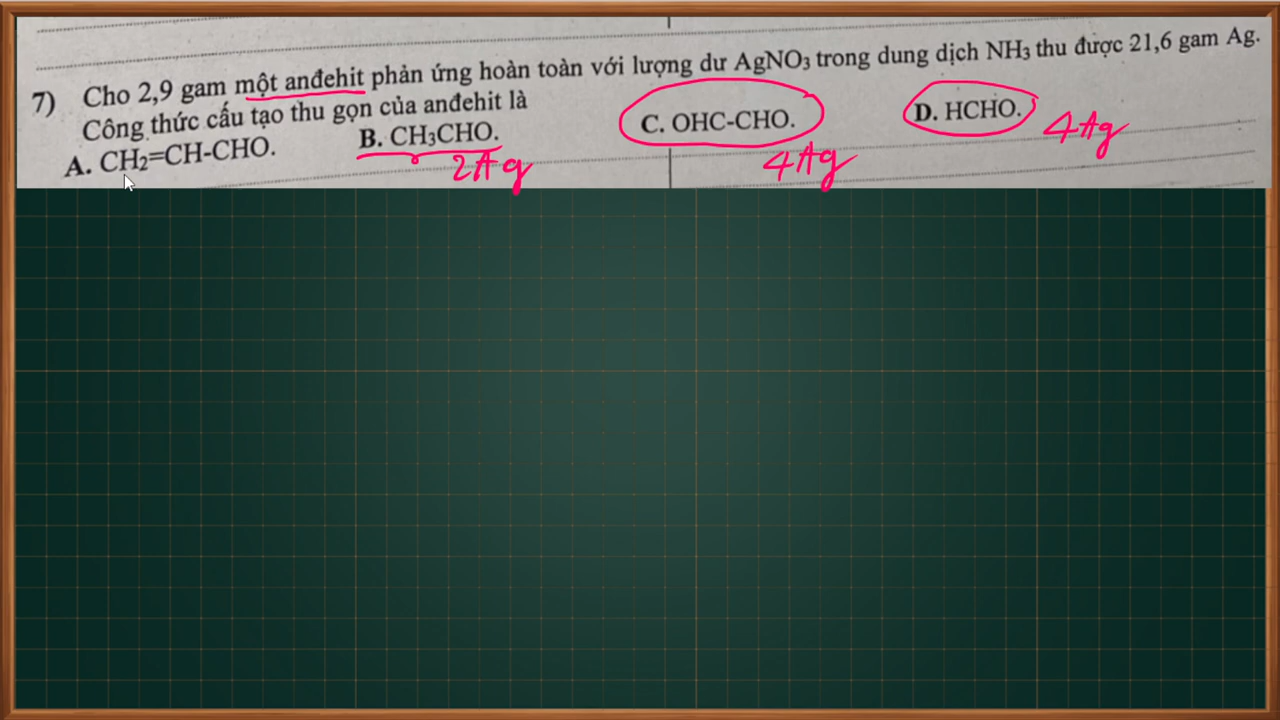 7) Cho 2,9 gam một anđehit phản ứng hoàn toàn với lượng dư AgNO3 trong dung dịch NH3 thu được 21,6 gam Ag.
Công thức cấu tạo thu gọn của anđehit là
A. CH2=CH-CHO. B. CH3CHO. C. OHC-CHO. D. HCHO.
2Ag 4Ag 4Ag